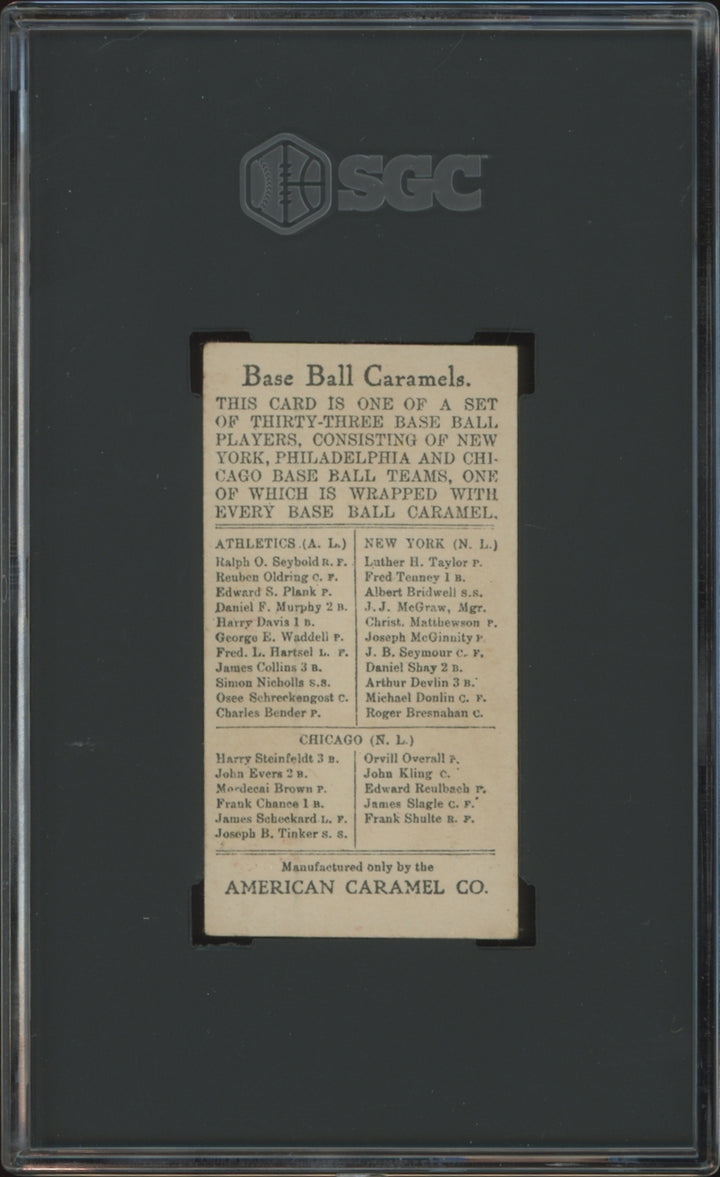 SGC
Base Ball Caramels.
THIS CARD IS ONE OF A SET
OF THIRTY-THREE BASE BALL
PLAYERS, CONSISTING OF NEW
YORK, PHILADELPHIA AND CHI-
CAGO BASE BALL TEAMS, ONE
OF WHICH IS WRAPPED WITH
EVERY BASE BALL CARAMEL.
ATHLETICS (A. L.)
Ralph O. Seybold R. F.
Reuben Oldring C. F.
Edward S. Plank P.
Daniel F. Murphy 2 B.
Harry Davis 1 B.
George E. Waddell P.
Fred. L. Hartsel L. F.
James Collins 3 B.
Simon Nicholls S.S.
Osee Schreckengost C.
Charles Bender P.
NEW YORK (N. L.)
Luther H. Taylor P.
Fred Tenney 1 B.
Albert Bridwell S.S.
J. J. McGraw, Mgr.
Christ. Matthewson P.
Joseph McGinnity P
J. B. Seymour C. F.
Daniel Shay 2 B.
Arthur Devlin 3 B.
Michael Donlin C. F.
Roger Bresnahan C.
CHICAGO (N. L.)
Harry Steinfeldt 3 B.
John Evers 2 B.
Mordecai Brown P.
Frank Chance 1 B.
James Scheckard L. F.
Joseph B. Tinker S. S.
Orvill Overall P.
John Kling C.
Edward Reulbach P.
James Slagle C. F.
Frank Shulte R. F.
Manufactured only by the
AMERICAN CARAMEL CO.